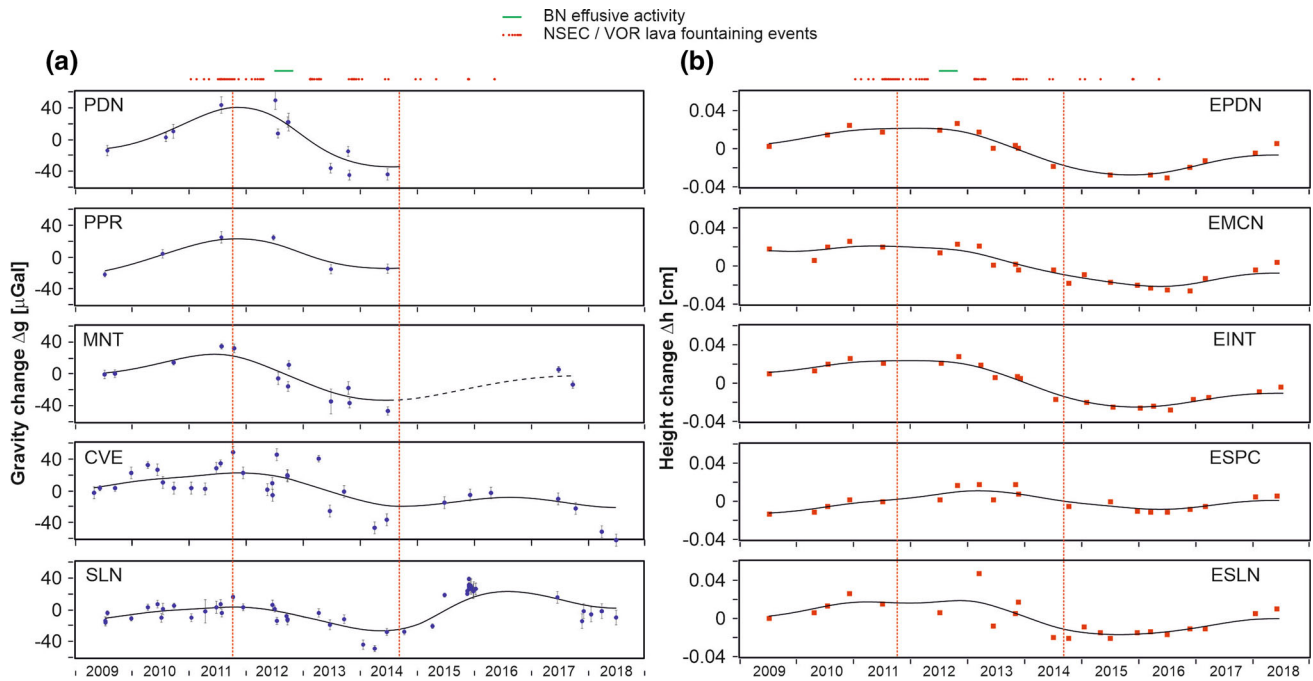 BN effusive activity
NSEC / VOR lava fountaining events
(a)
(b)
Gravity change Δg [μGal]
PDN
40
0
-40
PPR
40
0
-40
MNT
40
0
-40
CVE
40
0
-40
SLN
40
0
-40
2009 2010 2011 2012 2013 2014 2015 2016 2017 2018
Height change Δh [cm]
EPDN
0.04
0
-0.04
EMCN
0.04
0
-0.04
EINT
0.04
0
-0.04
ESPC
0.04
0
-0.04
ESLN
0.04
0
-0.04
2009 2010 2011 2012 2013 2014 2015 2016 2017 2018